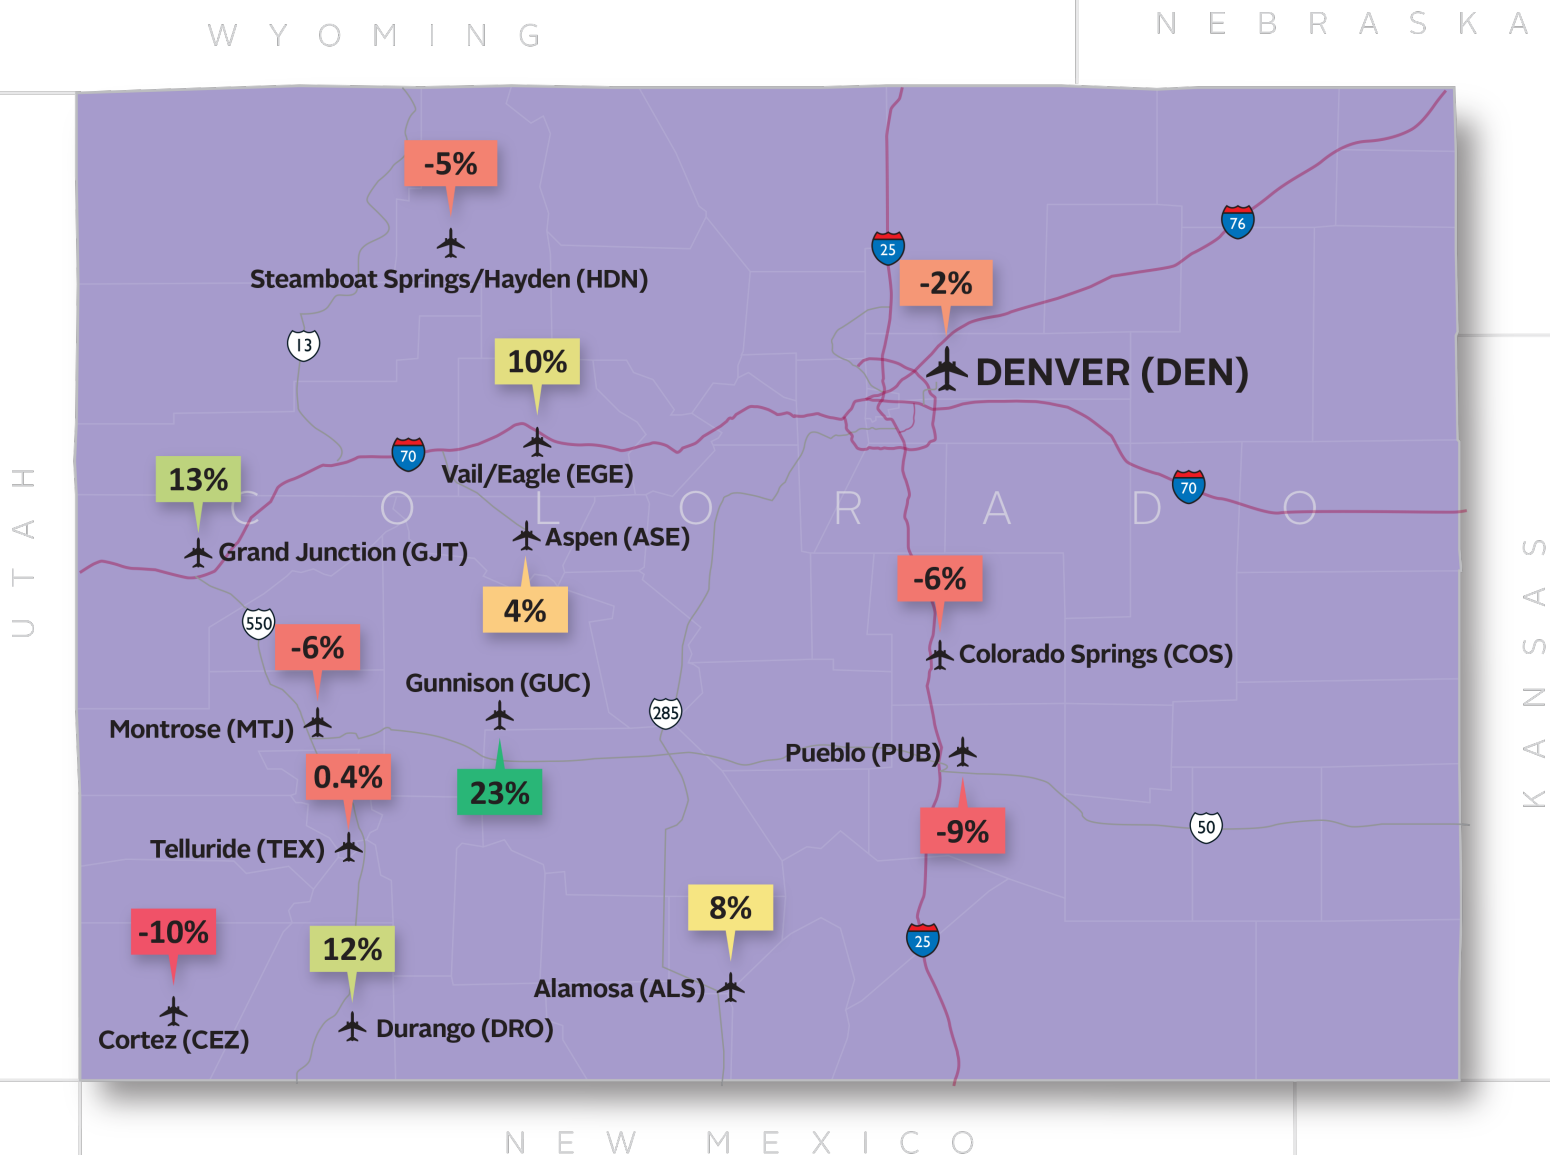 WYOMING
NEBRASKA
-5%
Steamboat Springs/Hayden (HDN)
76
25
-2%
13
10%
DENVER (DEN)
70
Vail/Eagle (EGE)
13%
70
COLORADO
UTAH
Grand Junction (GJT)
Aspen (ASE)
4%
-6%
550
-6%
Colorado Springs (COS)
KANSAS
Gunnison (GUC)
285
Montrose (MTJ)
Pueblo (PUB)
0.4%
23%
-9%
50
Telluride (TEX)
8%
-10%
12%
25
Alamosa (ALS)
Cortez (CEZ)
Durango (DRO)
NEW MEXICO